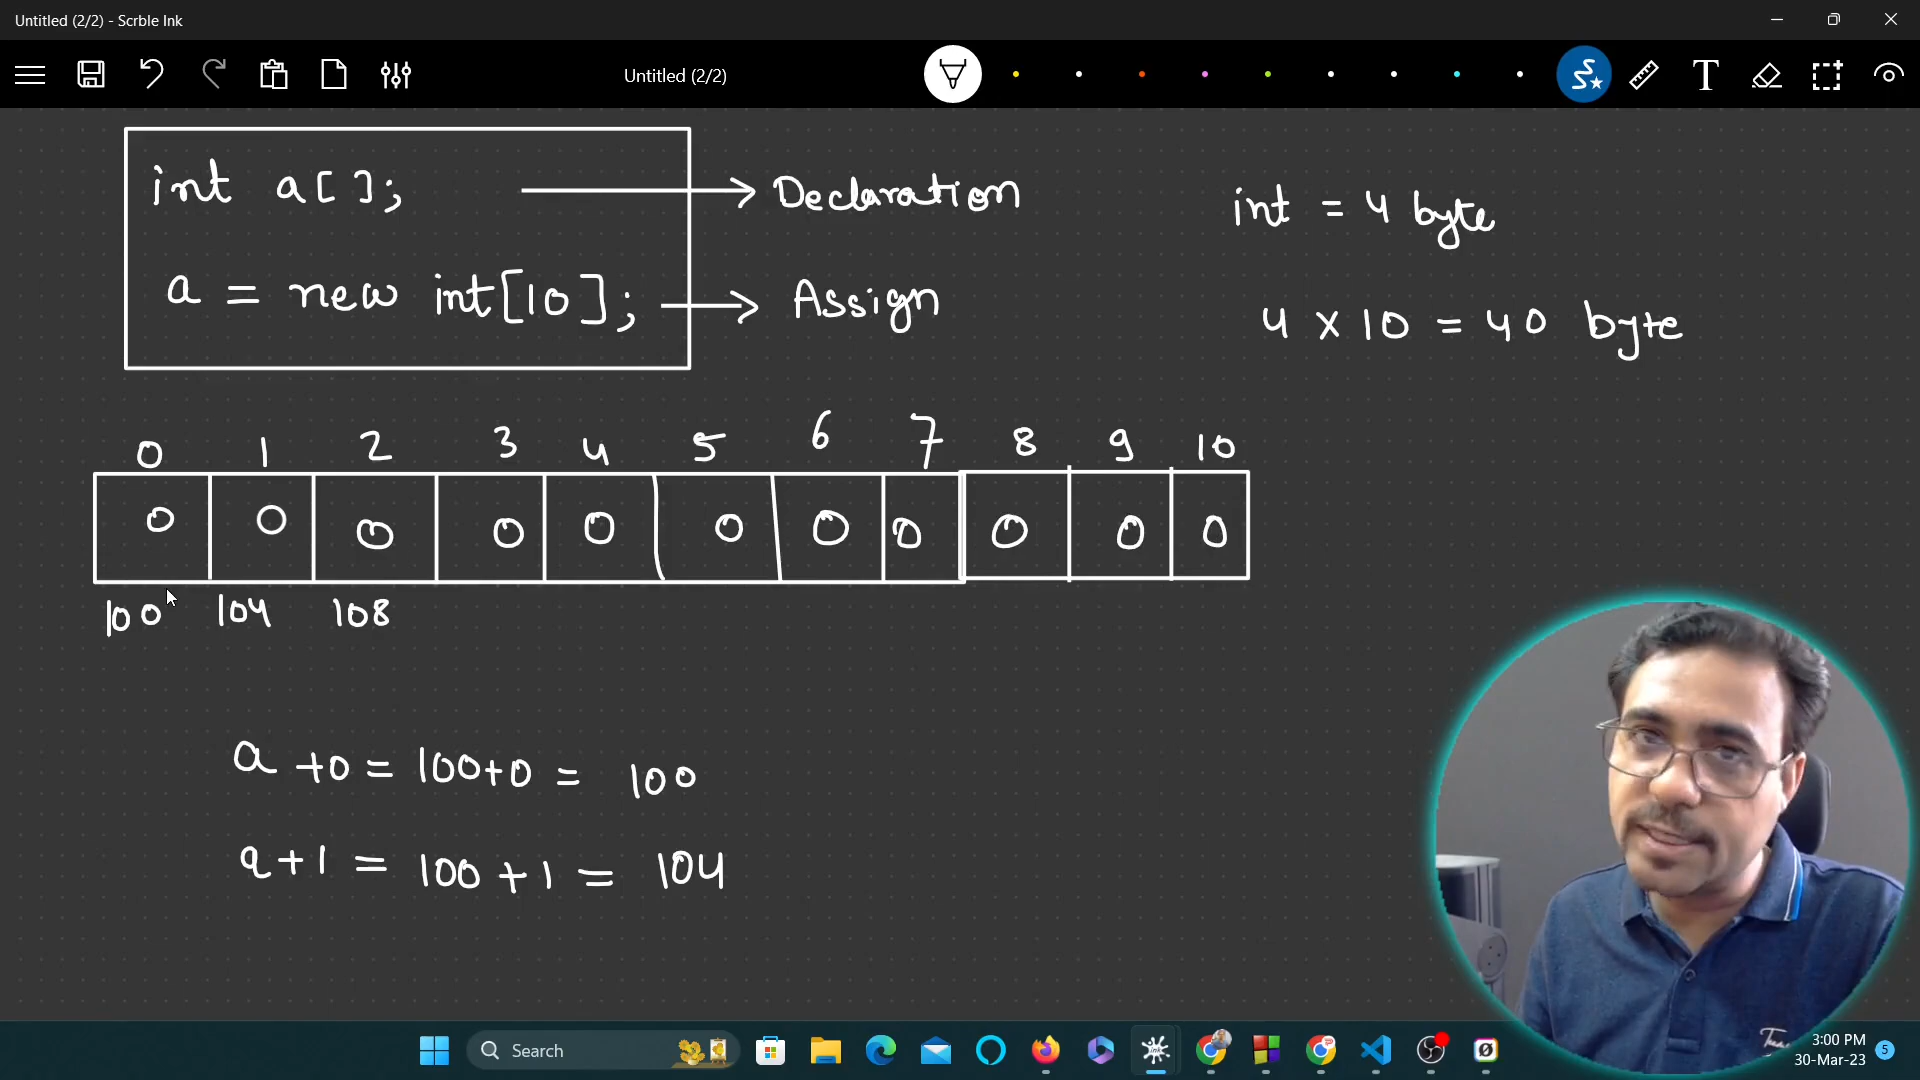 Untitled (2/2) - Scrble Ink
Untitled (2/2)
T
int a[];
Declaration
int = 4 byte
a = new int[10];
Assign
4 x 10 = 40 byte
0 1 2 3 4 5 6 7 8 9 10
0 0 0 0 0 0 0 0 0 0 0
100 104 108
a +0 = 100+0 = 100
a+1 = 100 + 1 = 104
Search
3:00 PM
30-Mar-23
5